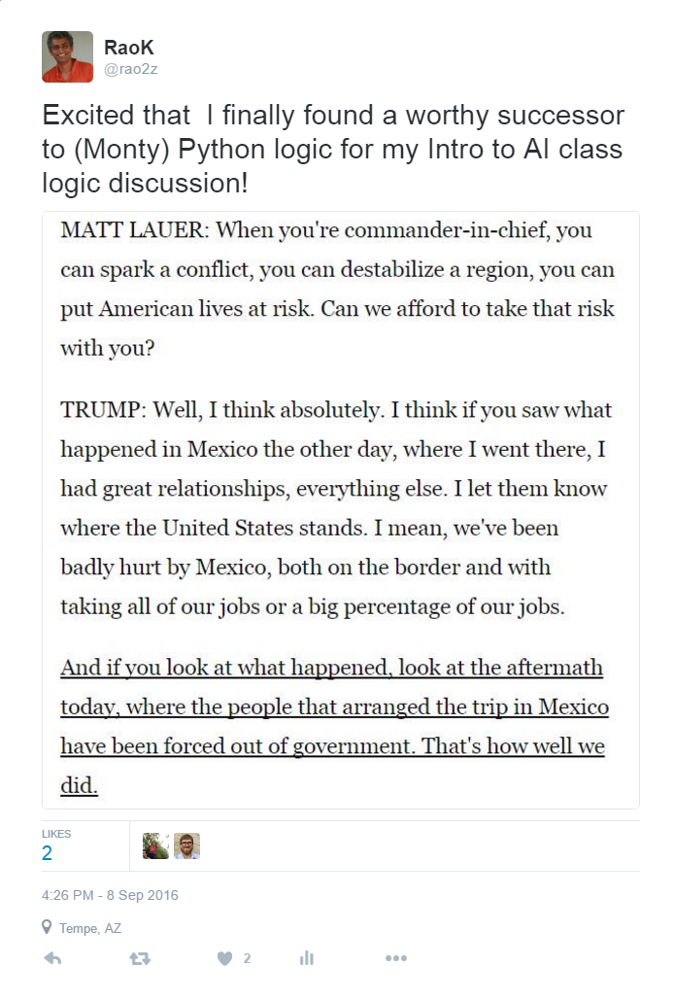 RaoK
@rao2z
Excited that  I finally found a worthy successor
to (Monty) Python logic for my Intro to AI class
logic discussion!
MATT LAUER: When you're commander-in-chief, you
can spark a conflict, you can destabilize a region, you can
put American lives at risk. Can we afford to take that risk
with you?
TRUMP: Well, I think absolutely. I think if you saw what
happened in Mexico the other day, where I went there, I
had great relationships, everything else. I let them know
where the United States stands. I mean, we've been
badly hurt by Mexico, both on the border and with
taking all of our jobs or a big percentage of our jobs.
And if you look at what happened, look at the aftermath
today, where the people that arranged the trip in Mexico
have been forced out of government. That's how well we
did.
LIKES
2
4:26 PM - 8 Sep 2016
Tempe, AZ
2